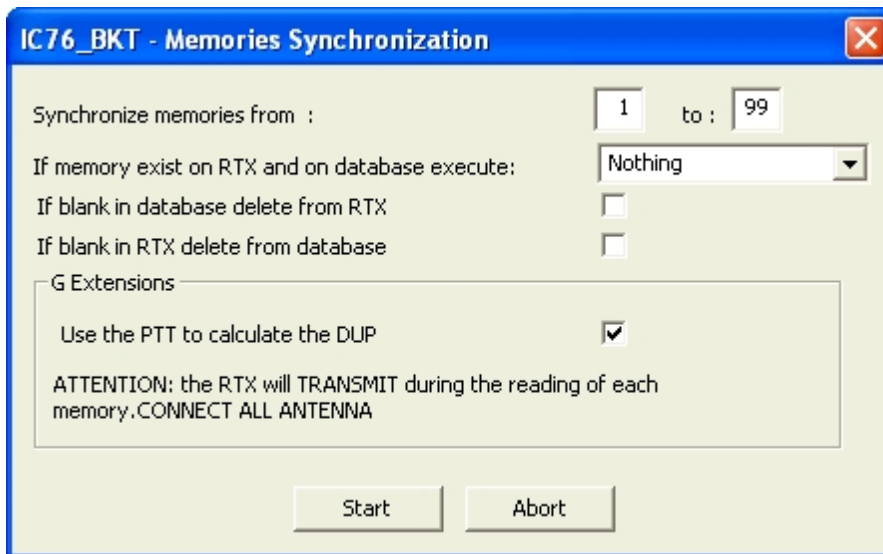 IC76_BKT - Memories Synchronization
Synchronize memories from : 1 to : 99
If memory exist on RTX and on database execute: Nothing
If blank in database delete from RTX
If blank in RTX delete from database
G Extensions
Use the PTT to calculate the DUP
ATTENTION: the RTX will TRANSMIT during the reading of each
memory.CONNECT ALL ANTENNA
Start Abort